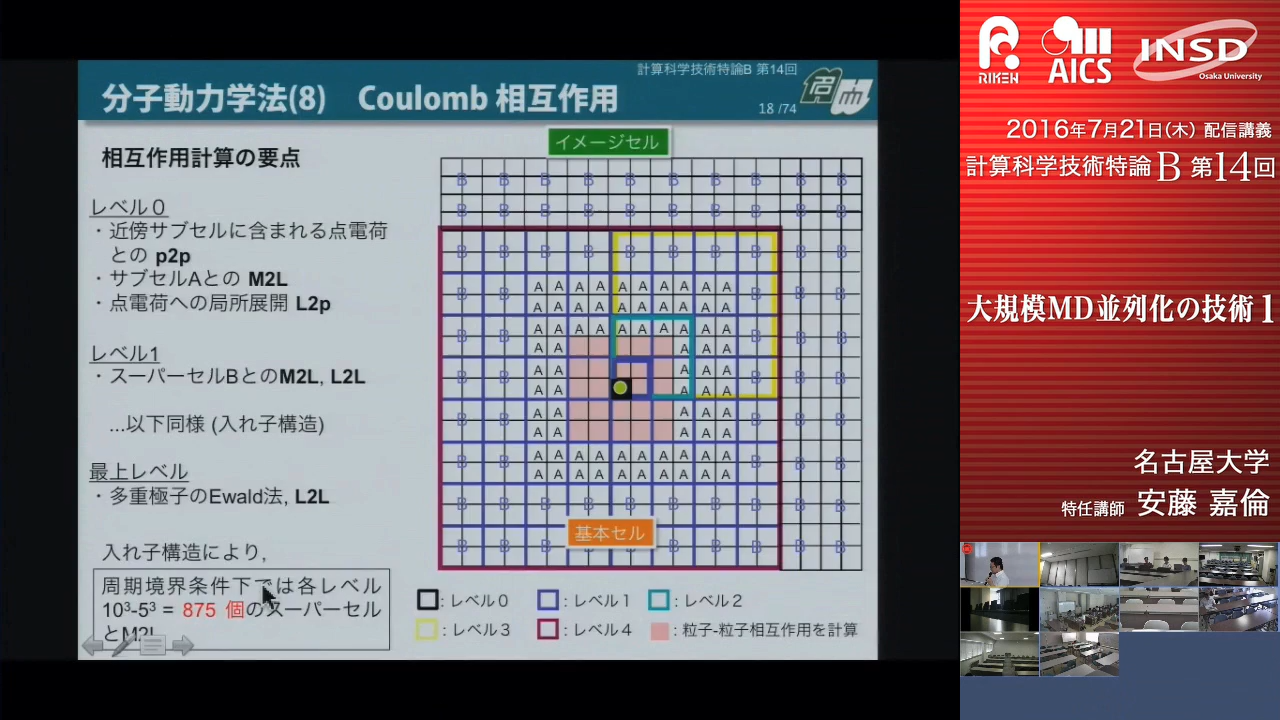 計算科学技術特論B 第14回
分子動力学法(8) Coulomb 相互作用
18 /74
相互作用計算の要点
レベル0
・近傍サブセルに含まれる点電荷
との p2p
・サブセルAとの M2L
・点電荷への局所展開 L2p
レベル1
・スーパーセルBとのM2L, L2L
...以下同様 (入れ子構造)
最上レベル
・多重極子のEwald法, L2L
入れ子構造により,
周期境界条件下では各レベル
10³-5³ = 875 個のスーパーセル
とM2L
イメージセル
B B B B B B B B B B
B B B B B B B B B B
B B B B B B B B B B
A A A A A A A A A A
B B B B
A A A A A A A A A A
A A A A A A A A A A
B B B B
A A A A A
A A A A A
B B B B
A A A A A
A A A A A
B B B B
A A A A A
A A A A A A A A A A
B B B B
A A A A A A A A A A
B B B B B B B B B B
基本セル
B B B B B B B B
: レベル0
: レベル1
: レベル2
: レベル3
: レベル4
: 粒子-粒子相互作用を計算
RIKEN
AICS
INSD
Osaka University
2016年7月21日(木) 配信講義
計算科学技術特論 B 第14回
大規模MD並列化の技術1
名古屋大学
特任講師 安藤 嘉倫